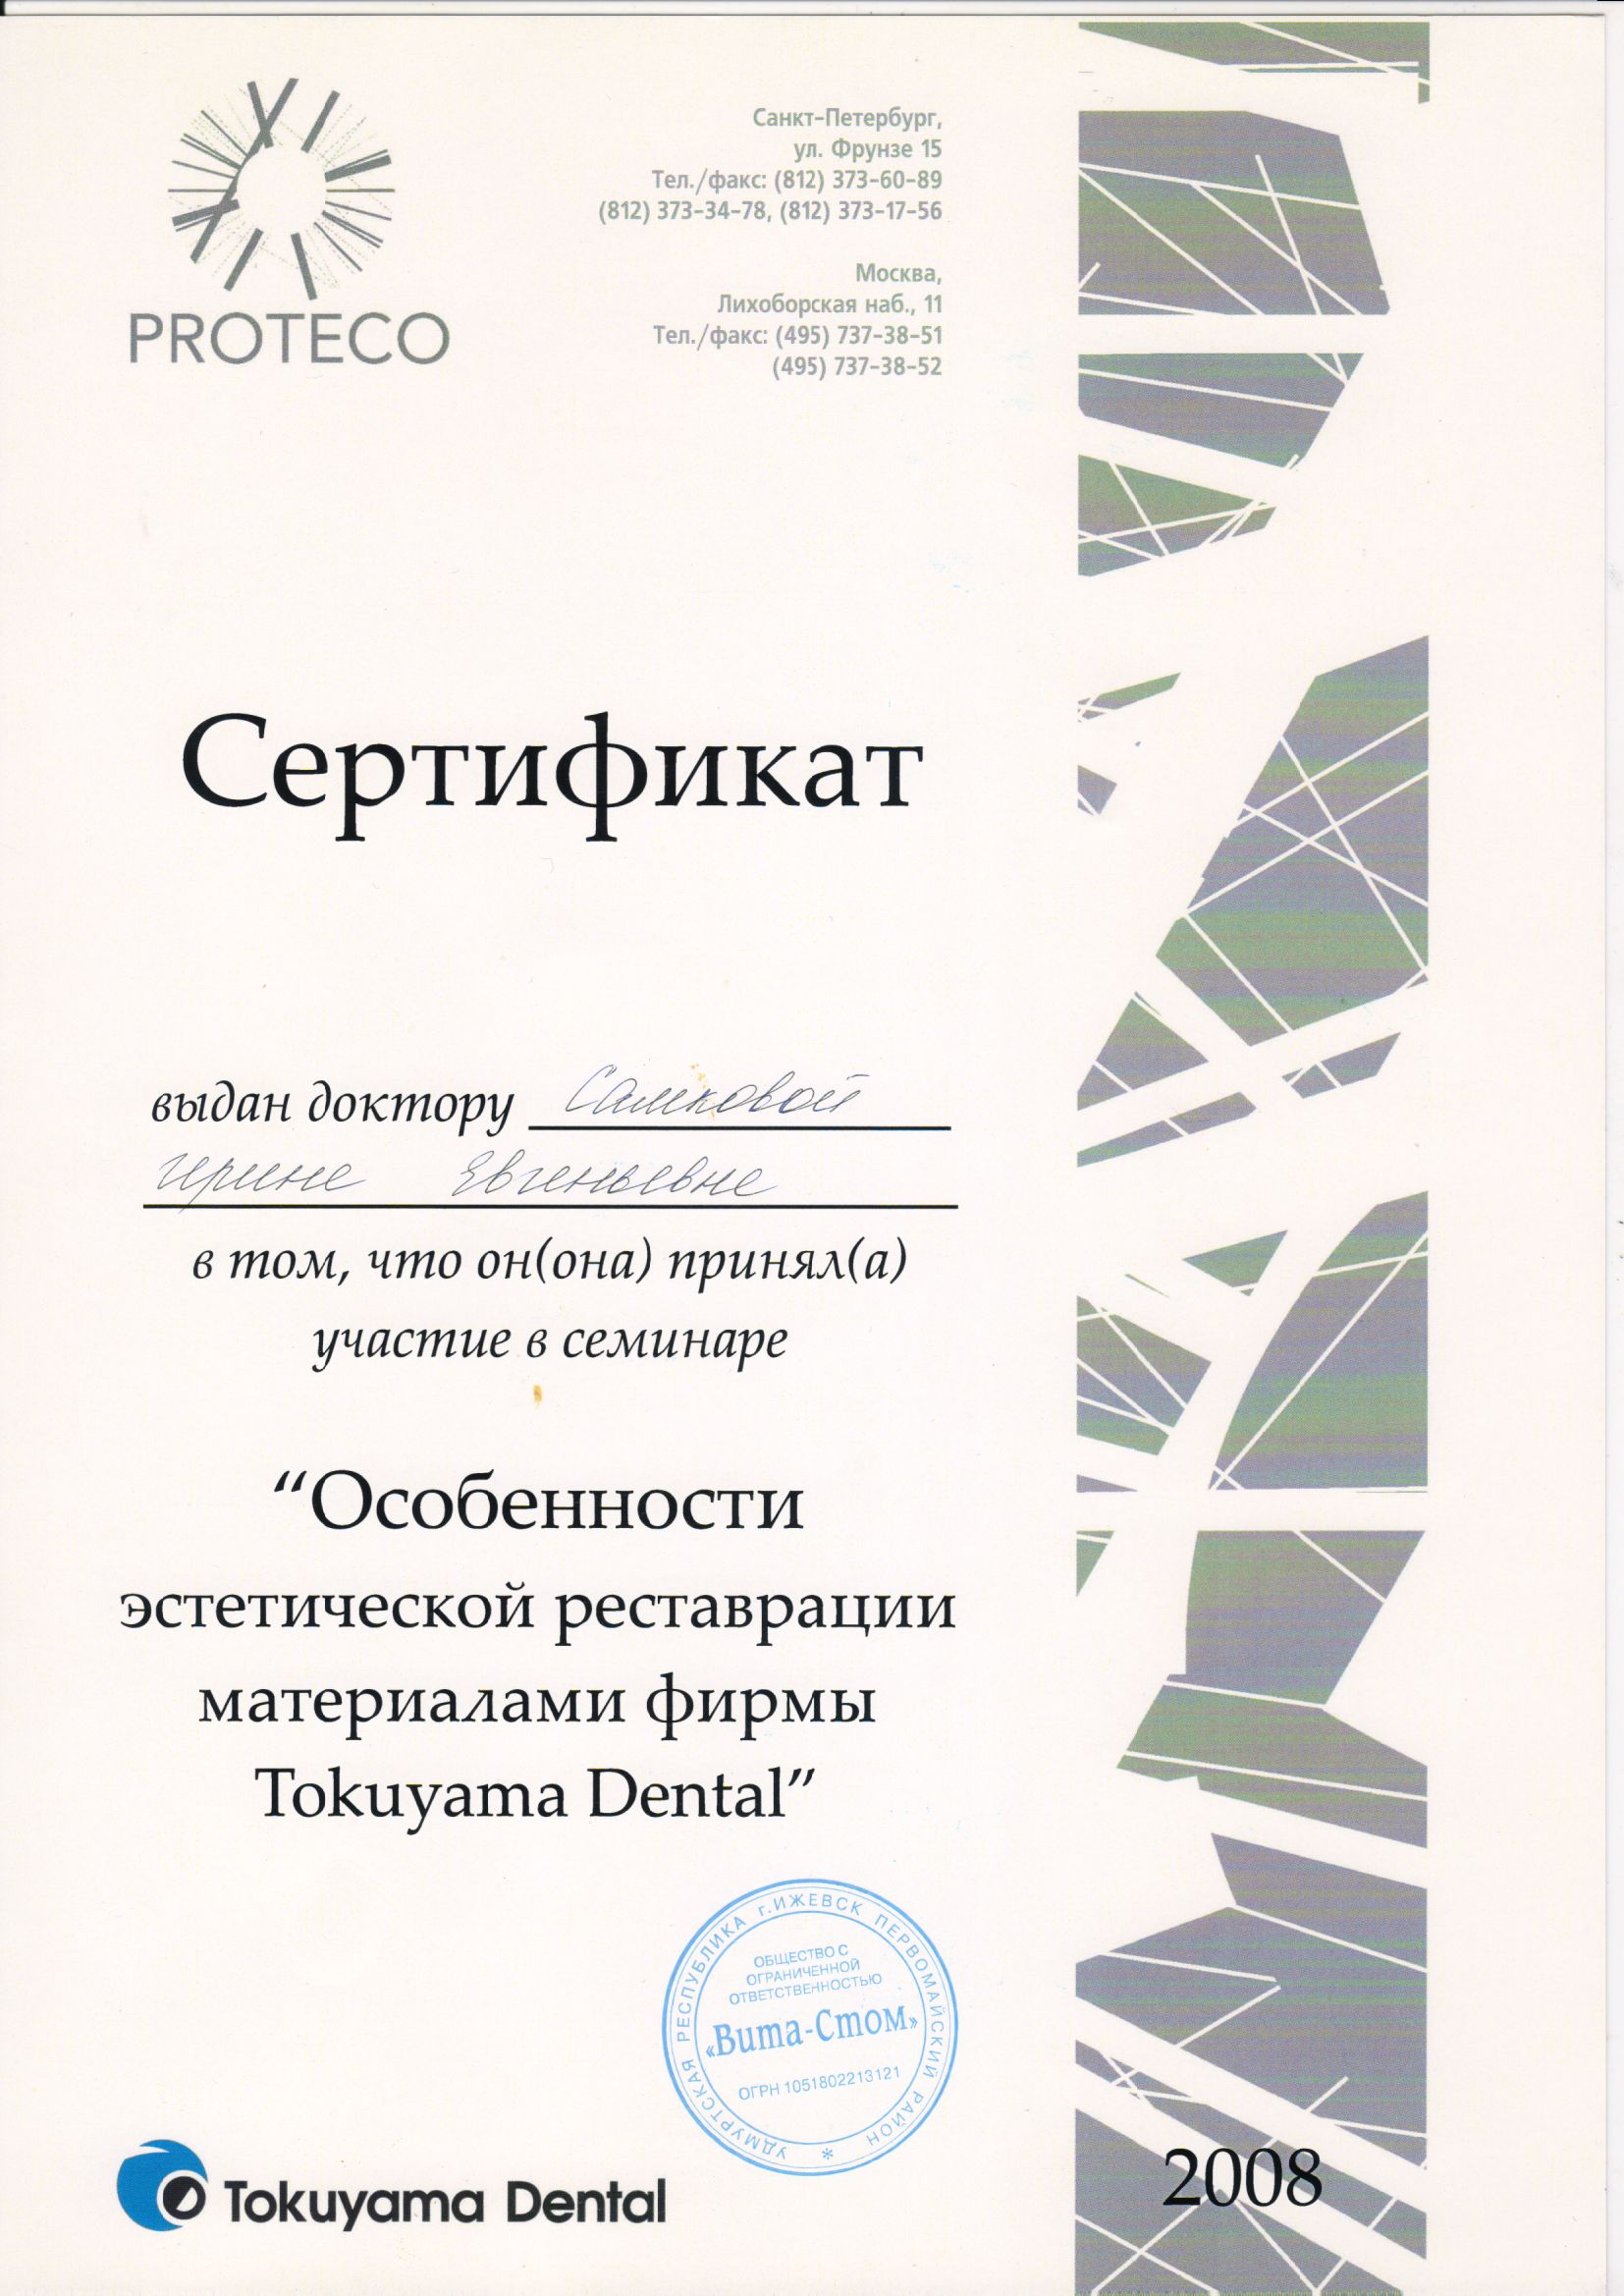 PROTECO
Санкт-Петербург,
ул. Фрунзе 15
Тел./факс: (812) 373-60-89
(812) 373-34-78, (812) 373-17-56
Москва,
Лихоборская наб., 11
Тел./факс: (495) 737-38-51
(495) 737-38-52
Сертификат
выдан доктору Самковой
Ирине Евгеньевне
в том, что он(она) принял(а)
участие в семинаре
“Особенности
эстетической реставрации
материалами фирмы
Tokuyama Dental”
УДМУРТСКАЯ РЕСПУБЛИКА г.ИЖЕВСК ПЕРВОМАЙСКИЙ РАЙОН *
ОБЩЕСТВО С
ОГРАНИЧЕННОЙ
ОТВЕТСТВЕННОСТЬЮ
«Вита-Стом»
ОГРН 1051802213121
Tokuyama Dental
2008